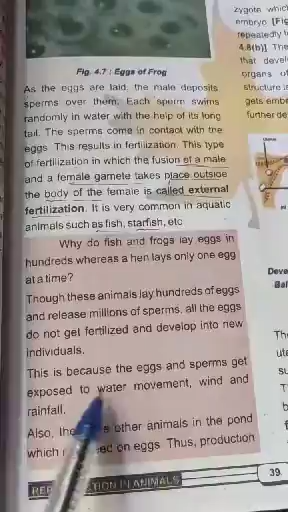 Fig. 4.7 : Eggs of Frog
As the eggs are laid, the male deposits
sperms over them. Each sperm swims
randomly in water with the help of its long
tail. The sperms come in contact with the
eggs. This results in fertilization. This type
of fertilization in which the fusion of a male
and a female gamete takes place outside
the body of the female is called external
fertilization. It is very common in aquatic
animals such as fish, starfish, etc
Why do fish and frogs lay eggs in
hundreds whereas a hen lays only one egg
at a time?
Though these animals lay hundreds of eggs
and release millions of sperms, all the eggs
do not get fertilized and develop into new
individuals.
This is because the eggs and sperms get
exposed to water movement, wind and
rainfall.
Also, other animals in the pond
which on eggs. Thus, production
IN ANIMALS
39
zygote which
embryo
repeatedly
4.8(b)] The
that
organs of
structure
gets
further